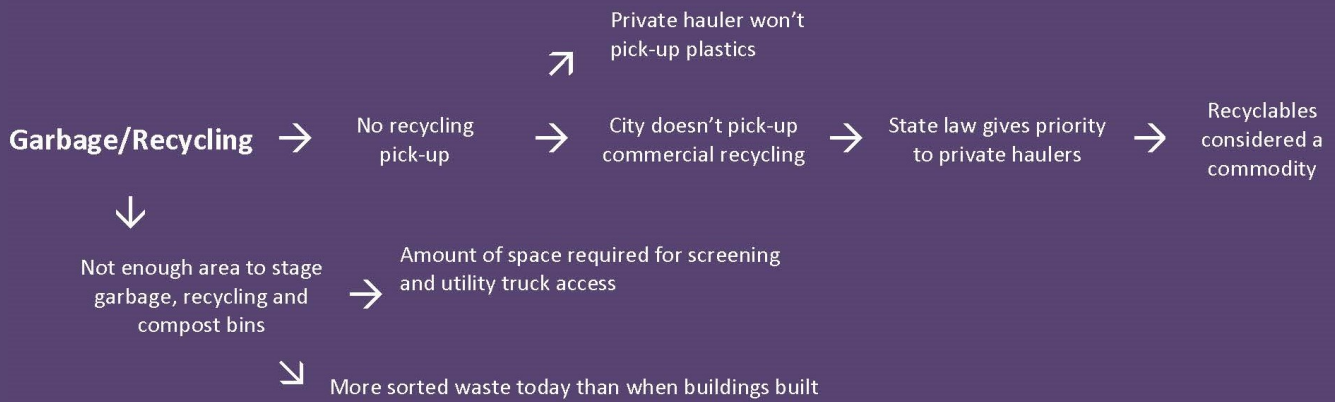 Private hauler won’t
pick-up plastics
Garbage/Recycling
No recycling
pick-up
City doesn’t pick-up
commercial recycling
State law gives priority
to private haulers
Recyclables
considered a
commodity
Not enough area to stage
garbage, recycling and
compost bins
Amount of space required for screening
and utility truck access
More sorted waste today than when buildings built